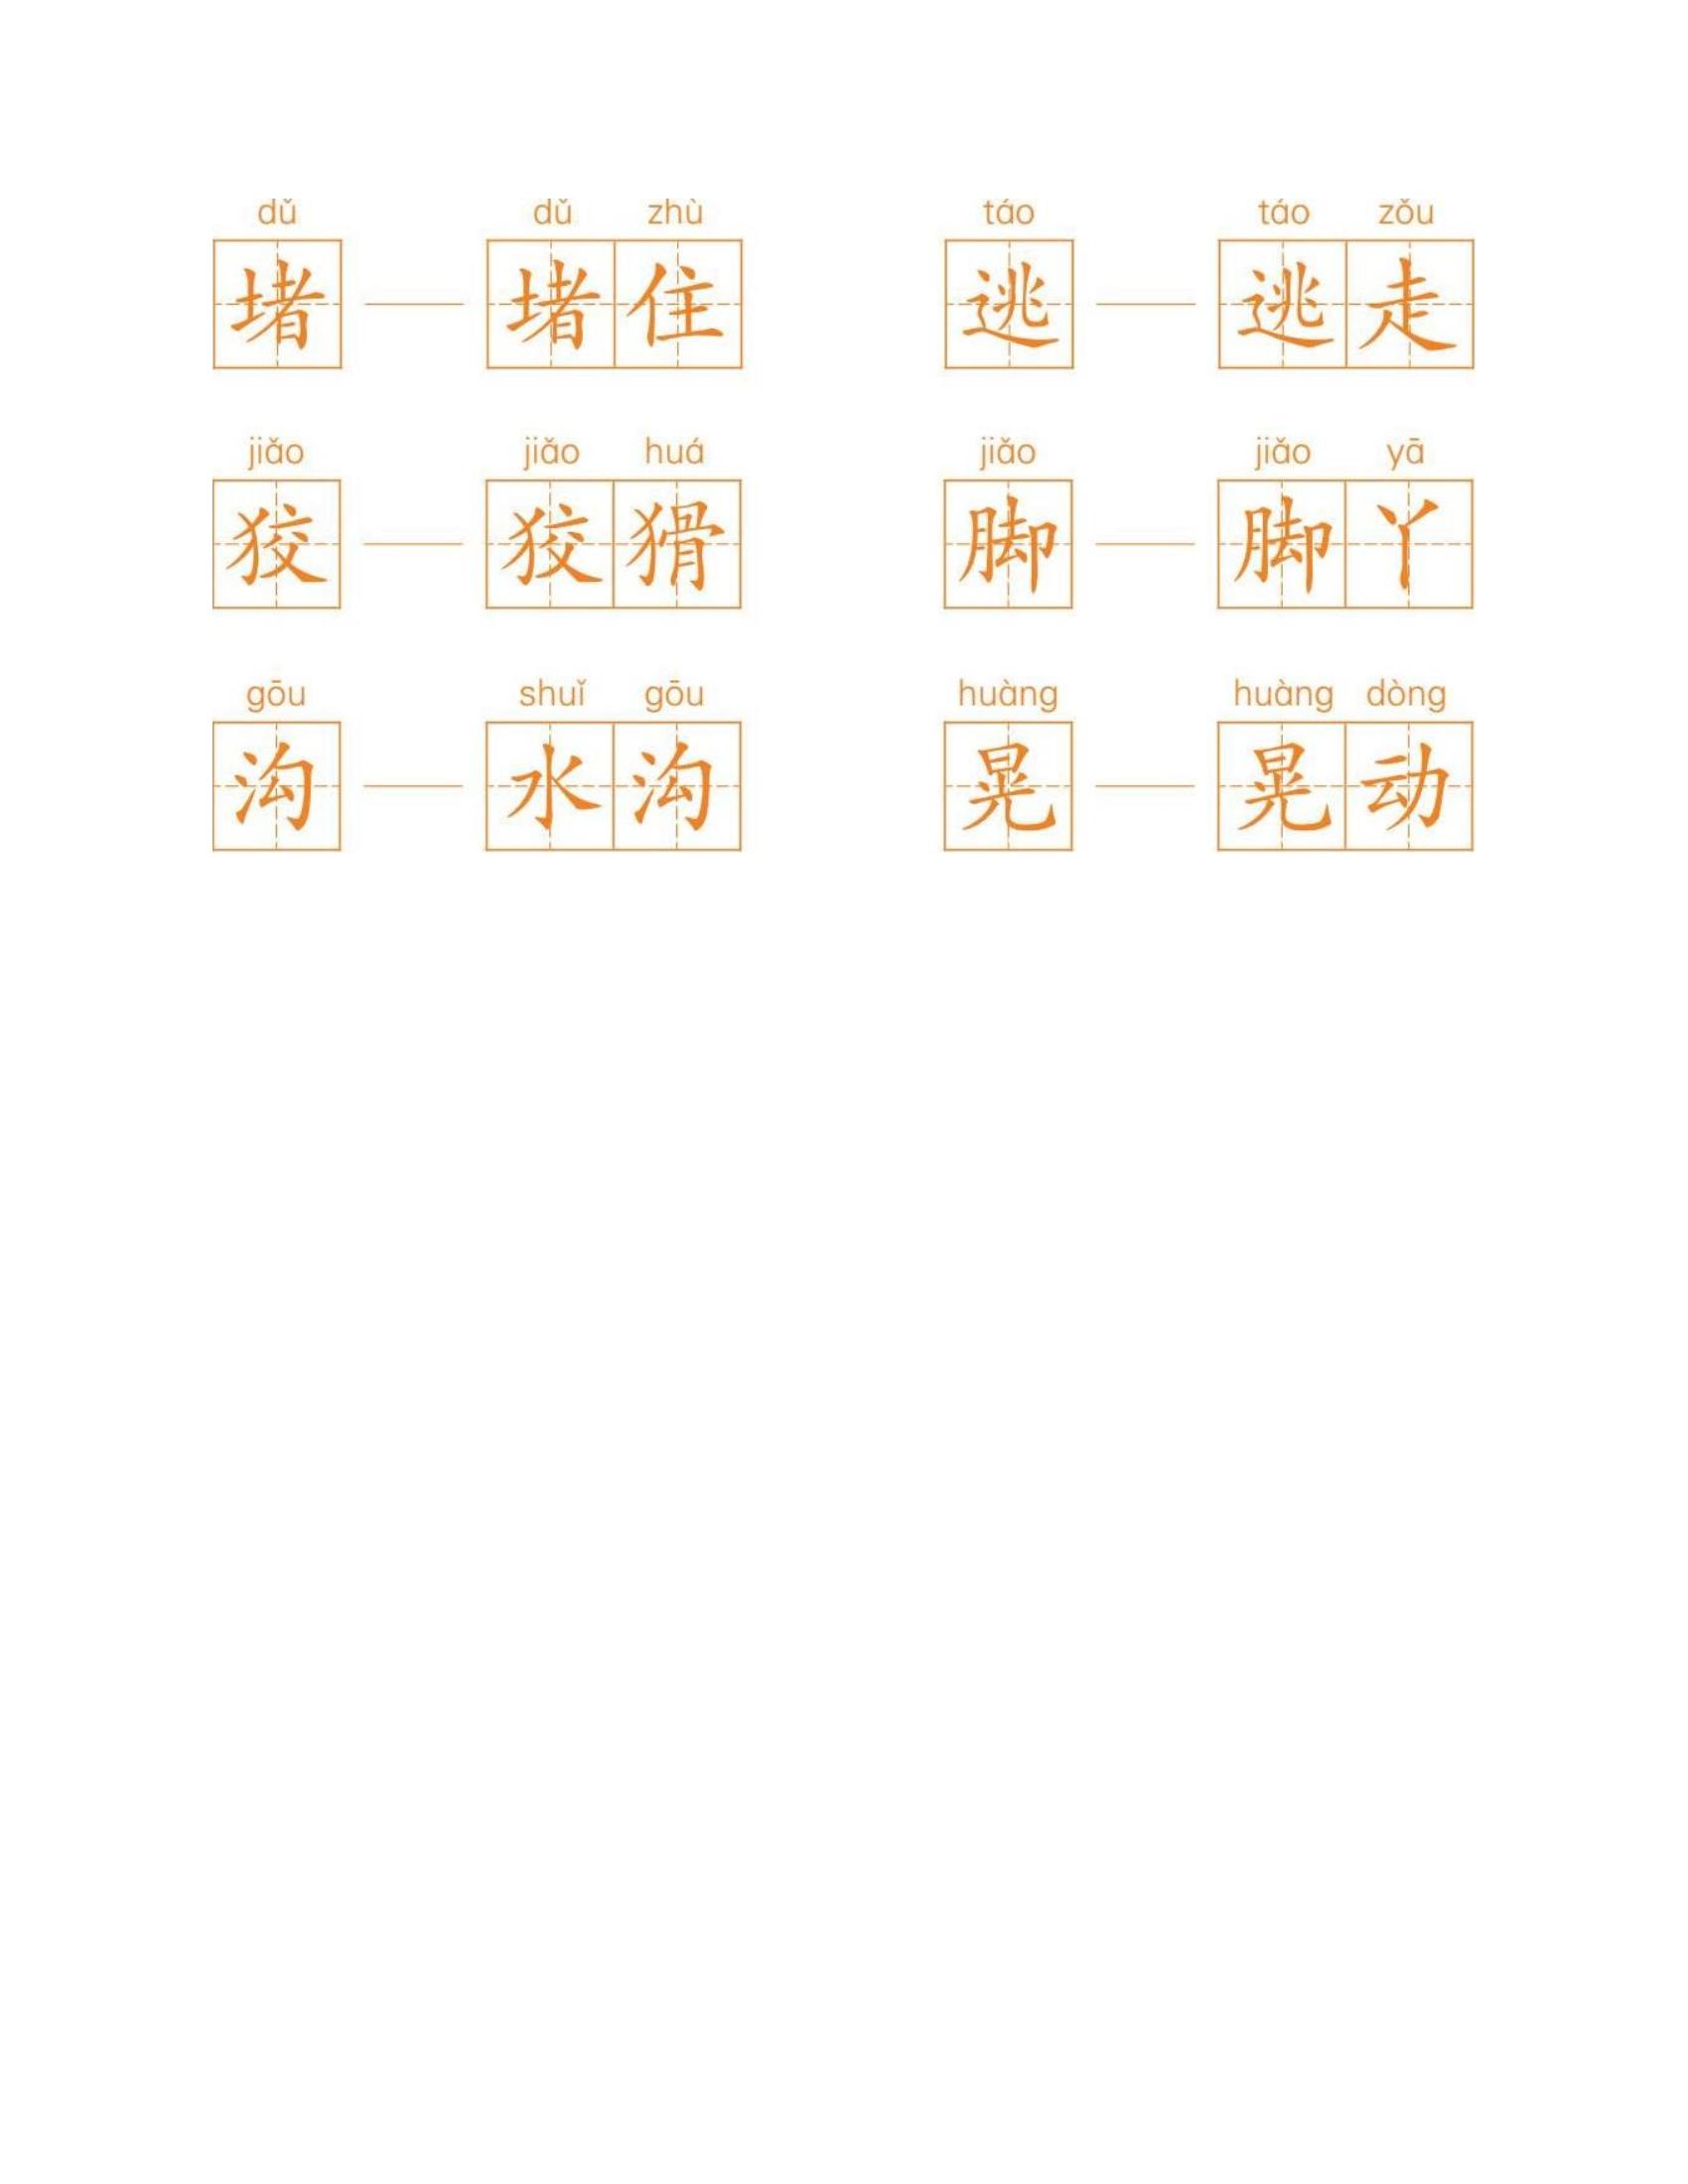 dǔ dǔ zhù táo táo zǒu
堵 堵住 逃 逃走
jiǎo jiǎo huá jiǎo jiǎo yā
狡 狡猾 脚 脚丫
gōu shuǐ gōu huàng huàng dòng
沟 水沟 晃 晃动